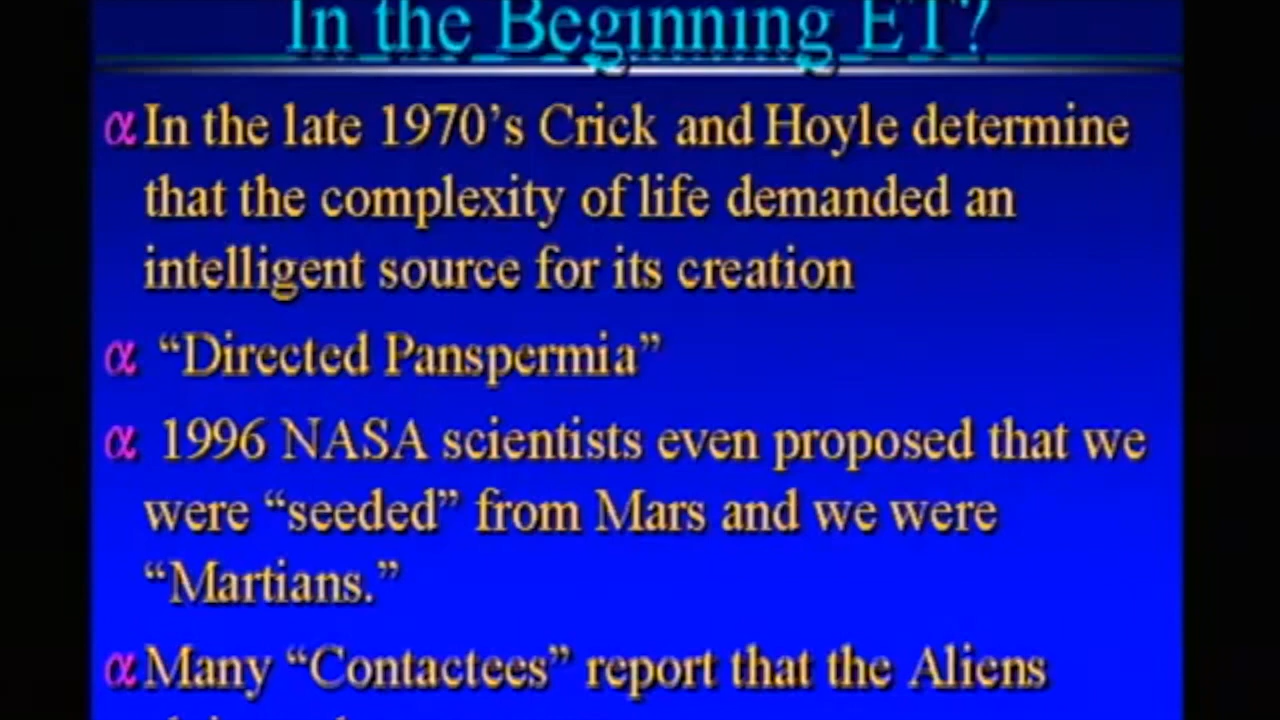 In the Beginning ET?
αIn the late 1970’s Crick and Hoyle determine
that the complexity of life demanded an
intelligent source for its creation
α “Directed Panspermia”
α 1996 NASA scientists even proposed that we
were “seeded” from Mars and we were
“Martians.”
αMany “Contactees” report that the Aliens